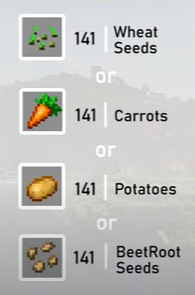 141 Wheat
Seeds
or
141 Carrots
or
141 Potatoes
or
141 BeetRoot
Seeds